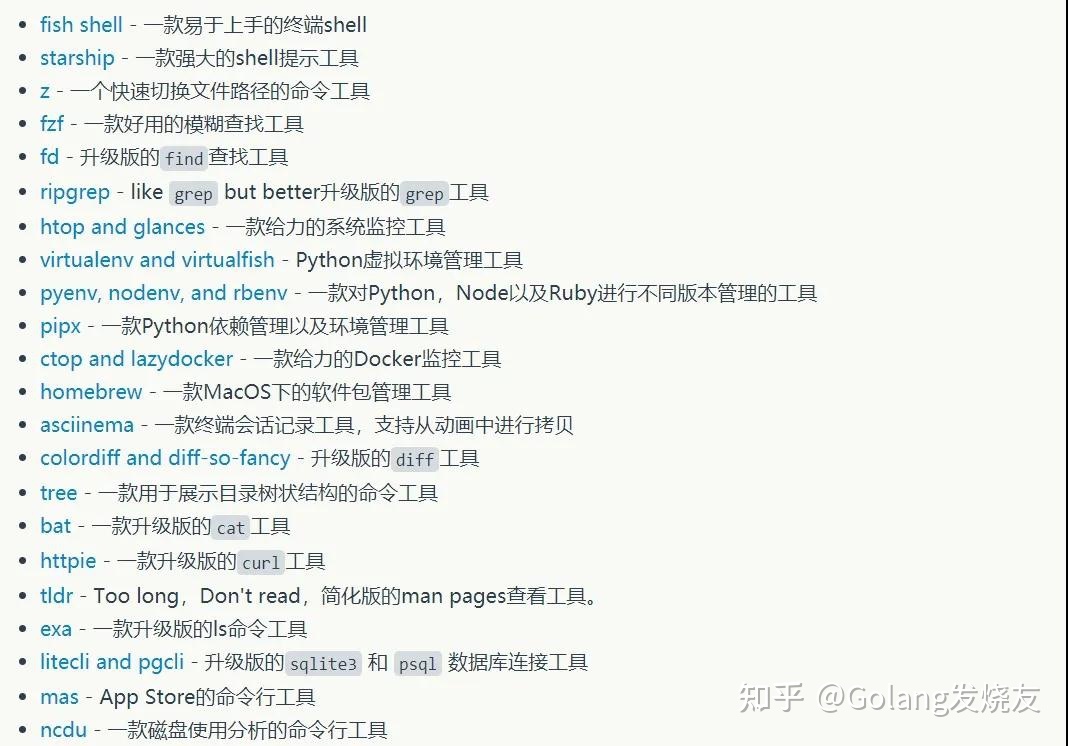 • fish shell - 一款易于上手的终端shell
• starship - 一款强大的shell提示工具
• z - 一个快速切换文件路径的命令工具
• fzf - 一款好用的模糊查找工具
• fd - 升级版的find查找工具
• ripgrep - like grep but better升级版的grep工具
• htop and glances - 一款给力的系统监控工具
• virtualenv and virtualfish - Python虚拟环境管理工具
• pyenv, nodenv, and rbenv - 一款对Python，Node以及Ruby进行不同版本管理的工具
• pipx - 一款Python依赖管理以及环境管理工具
• ctop and lazydocker - 一款给力的Docker监控工具
• homebrew - 一款MacOS下的软件包管理工具
• asciinema - 一款终端会话记录工具，支持从动画中进行拷贝
• colordiff and diff-so-fancy - 升级版的diff工具
• tree - 一款用于展示目录树状结构的命令工具
• bat - 一款升级版的cat工具
• httpie - 一款升级版的curl工具
• tldr - Too long，Don't read，简化版的man pages查看工具。
• exa - 一款升级版的ls命令工具
• litecli and pgcli - 升级版的sqlite3 和 psql 数据库连接工具
• mas - App Store的命令行工具
• ncdu - 一款磁盘使用分析的命令行工具
知乎 @Golang发烧友